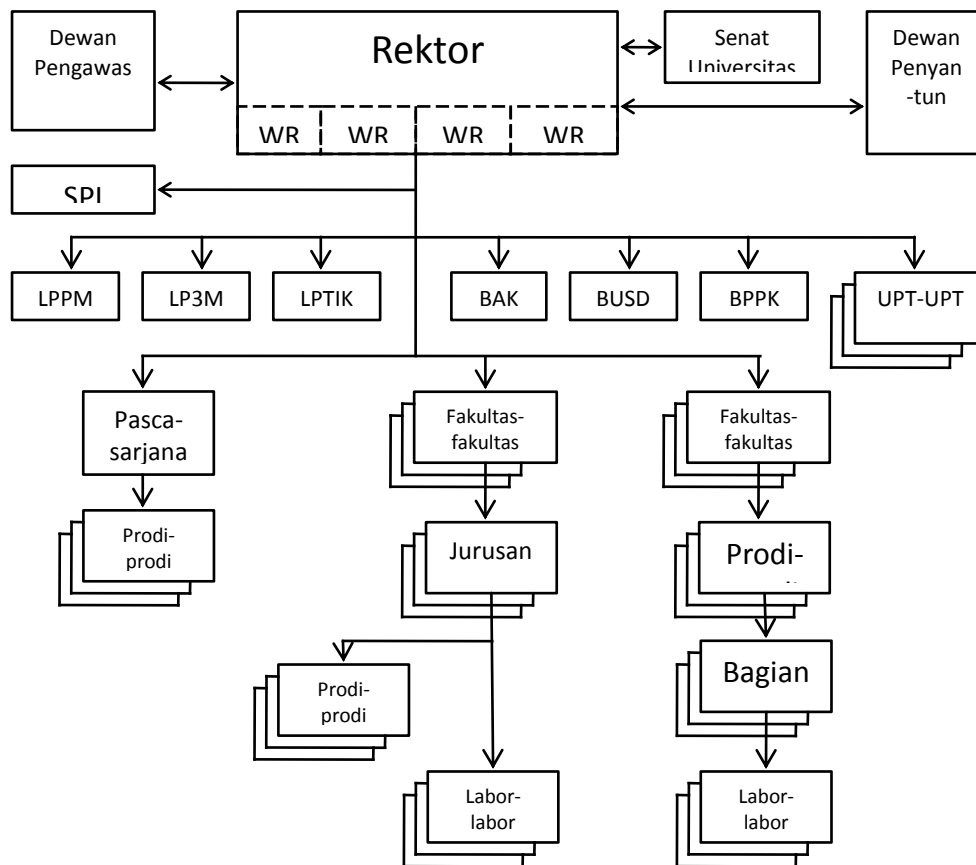 Dewan
Pengawas
Rektor
Senat
Universitas
Dewan
Penyan
-tun
WR
WR
WR
WR
SPI
LPPM
LP3M
LPTIK
BAK
BUSD
BPPK
UPT-UPT
Pasca-
sarjana
Fakultas-
fakultas
Fakultas-
fakultas
Prodi-
prodi
Jurusan
Prodi-
Prodi-
prodi
Bagian
Labor-
labor
Labor-
labor